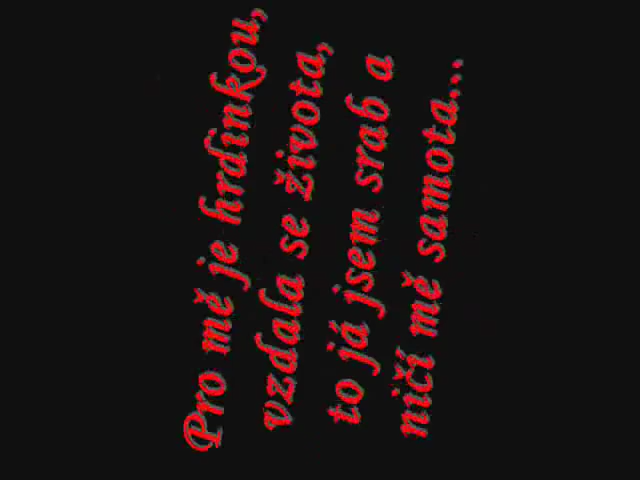 Pro mě je hrdinkou,
vzdala se života,
to já jsem srab a
ničí mě samota...